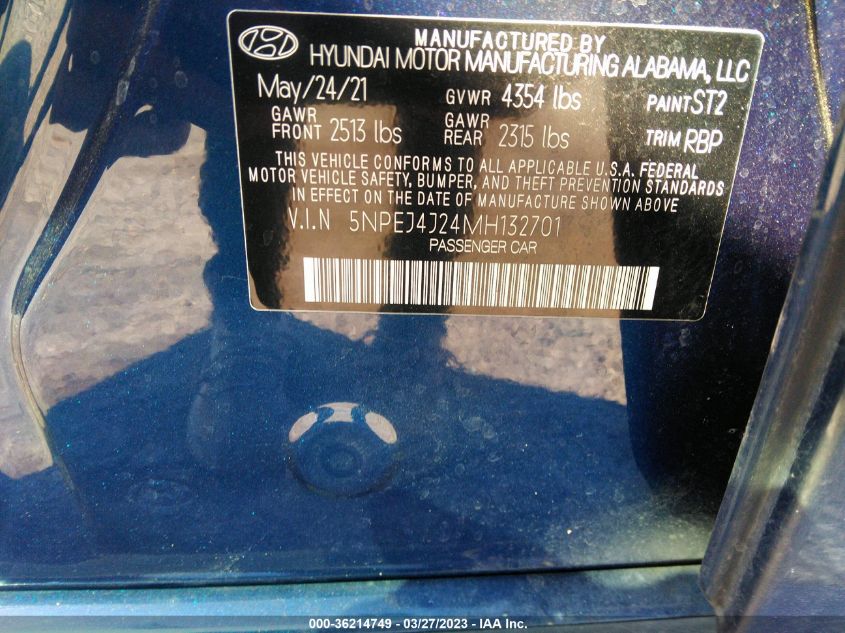 MANUFACTURED BY
HYUNDAI MOTOR MANUFACTURING ALABAMA, LLC
May/24/21 GVWR 4354 lbs PAINT ST2
GAWR FRONT 2513 lbs GAWR REAR 2315 lbs TRIM RBP
THIS VEHICLE CONFORMS TO ALL APPLICABLE U.S.A. FEDERAL
MOTOR VEHICLE SAFETY, BUMPER, AND THEFT PREVENTION STANDARDS
IN EFFECT ON THE DATE OF MANUFACTURE SHOWN ABOVE
V.I.N 5NPEJ4J24MH132701
PASSENGER CAR
000-36214749 — 03/27/2023 — IAA Inc.